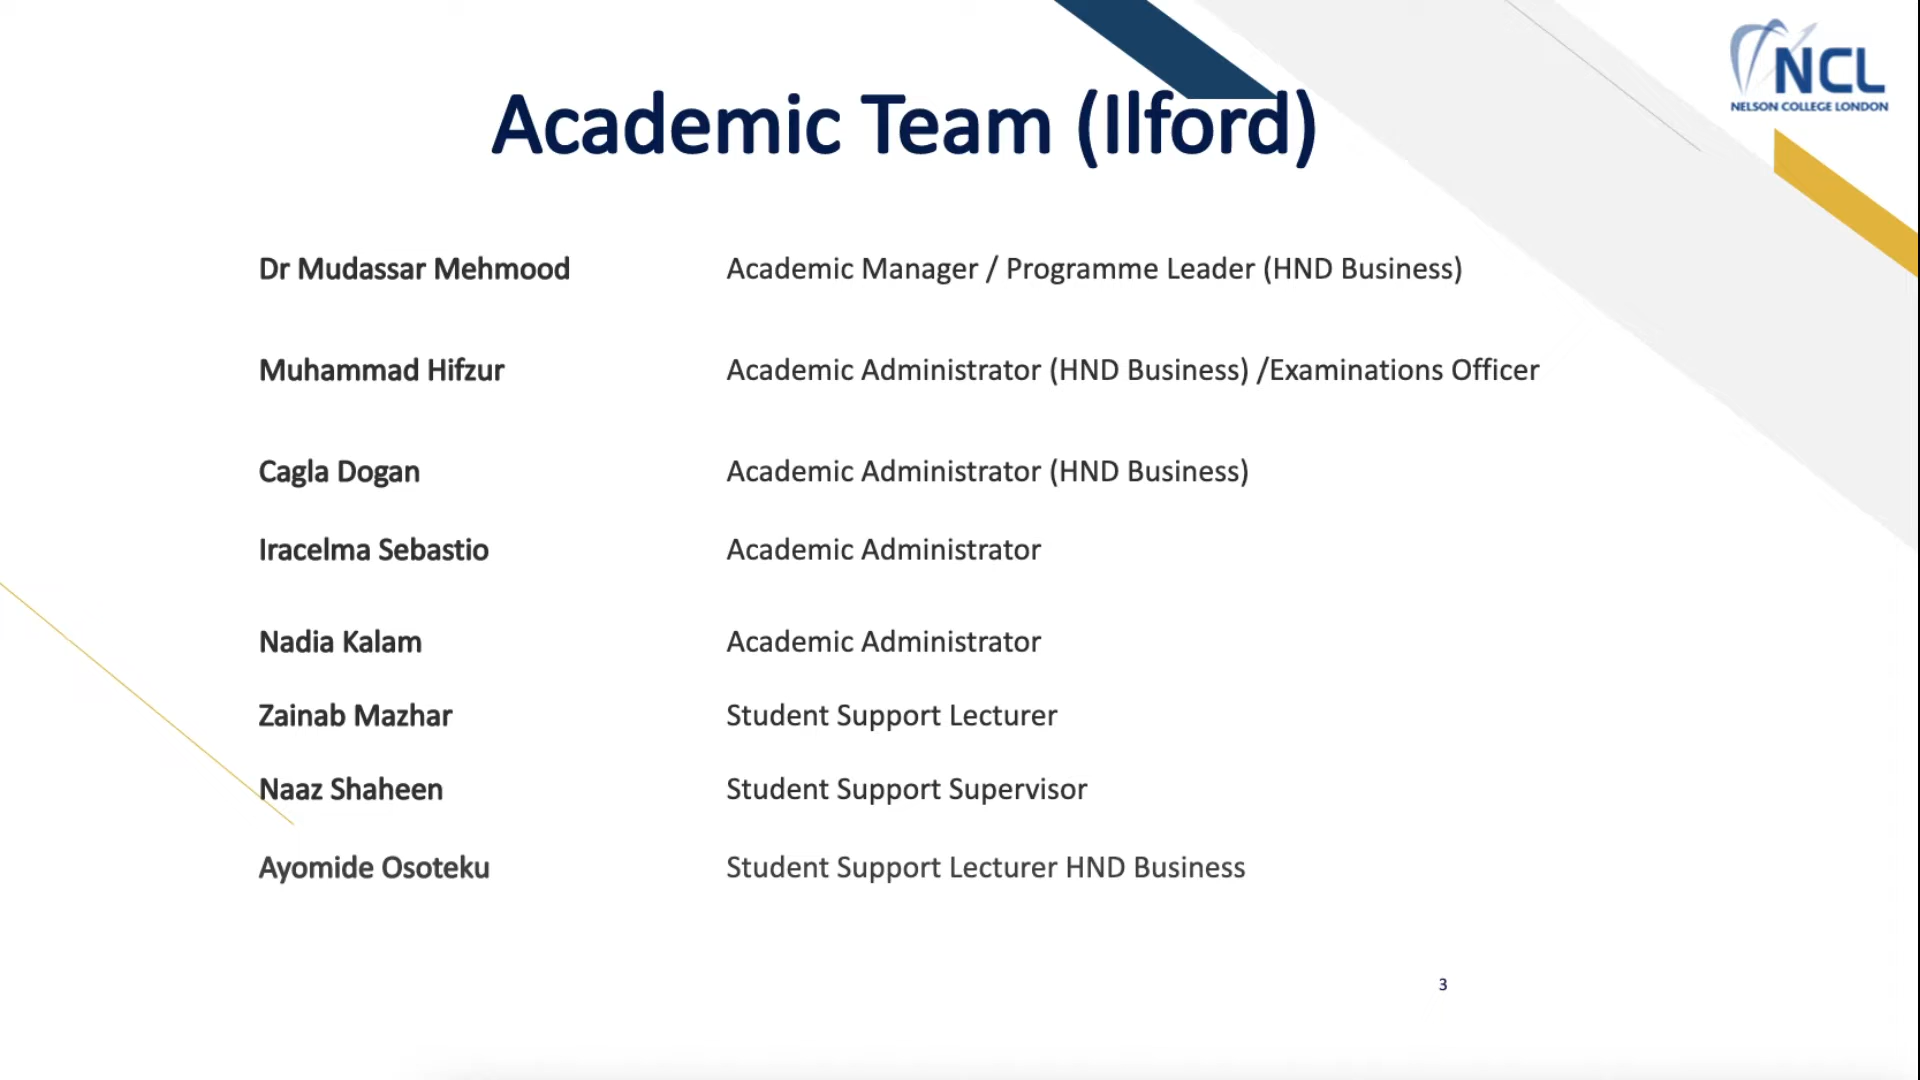 NCL
NELSON COLLEGE LONDON
Academic Team (Ilford)
Dr Mudassar Mehmood Academic Manager / Programme Leader (HND Business)
Muhammad Hifzur Academic Administrator (HND Business) /Examinations Officer
Cagla Dogan Academic Administrator (HND Business)
Iracelma Sebastio Academic Administrator
Nadia Kalam Academic Administrator
Zainab Mazhar Student Support Lecturer
Naaz Shaheen Student Support Supervisor
Ayomide Osoteku Student Support Lecturer HND Business
3